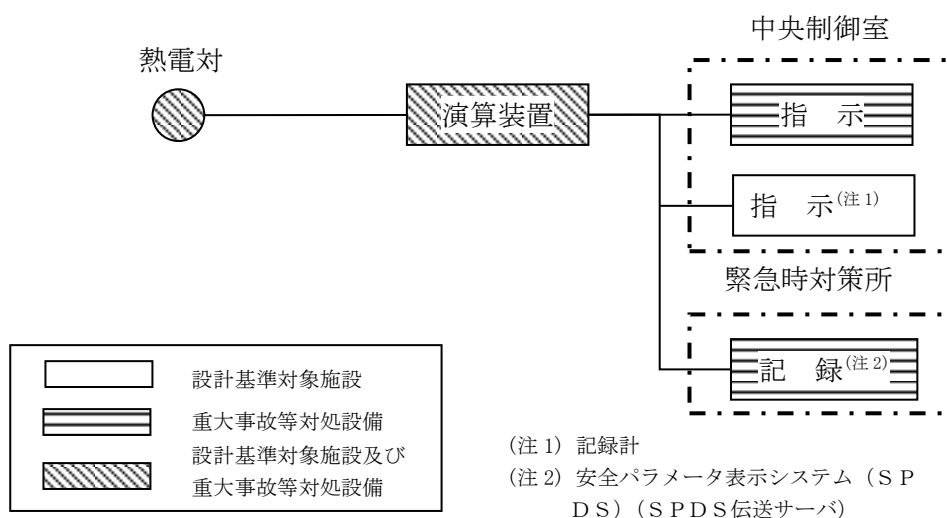 中央制御室
熱電対
演算装置
指　示
指　示(注1)
緊急時対策所
記　録(注2)
設計基準対象施設
重大事故等対処設備
設計基準対象施設及び
重大事故等対処設備
(注1) 記録計
(注2) 安全パラメータ表示システム（ＳＰ
ＤＳ）（ＳＰＤＳ伝送サーバ）